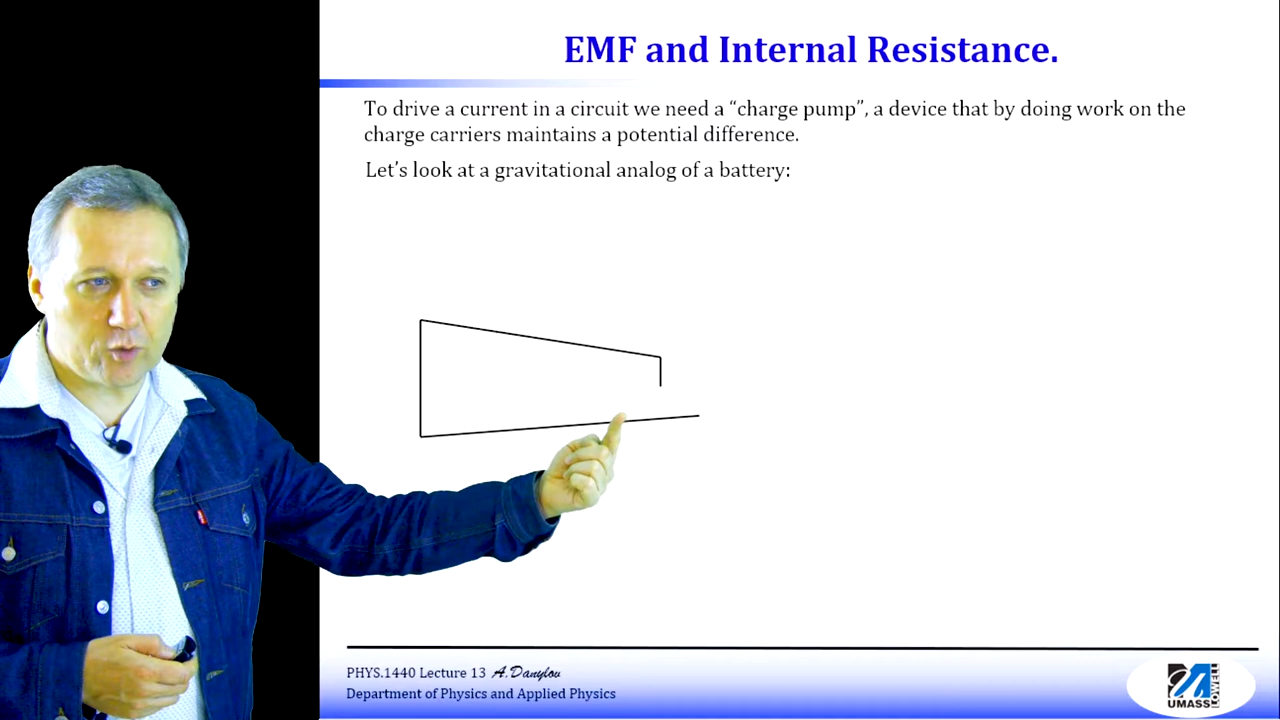 EMF and Internal Resistance.
To drive a current in a circuit we need a “charge pump”, a device that by doing work on the
charge carriers maintains a potential difference.
Let’s look at a gravitational analog of a battery:
PHYS.1440 Lecture 13 A.Danylov
Department of Physics and Applied Physics
UMASS
LOWELL